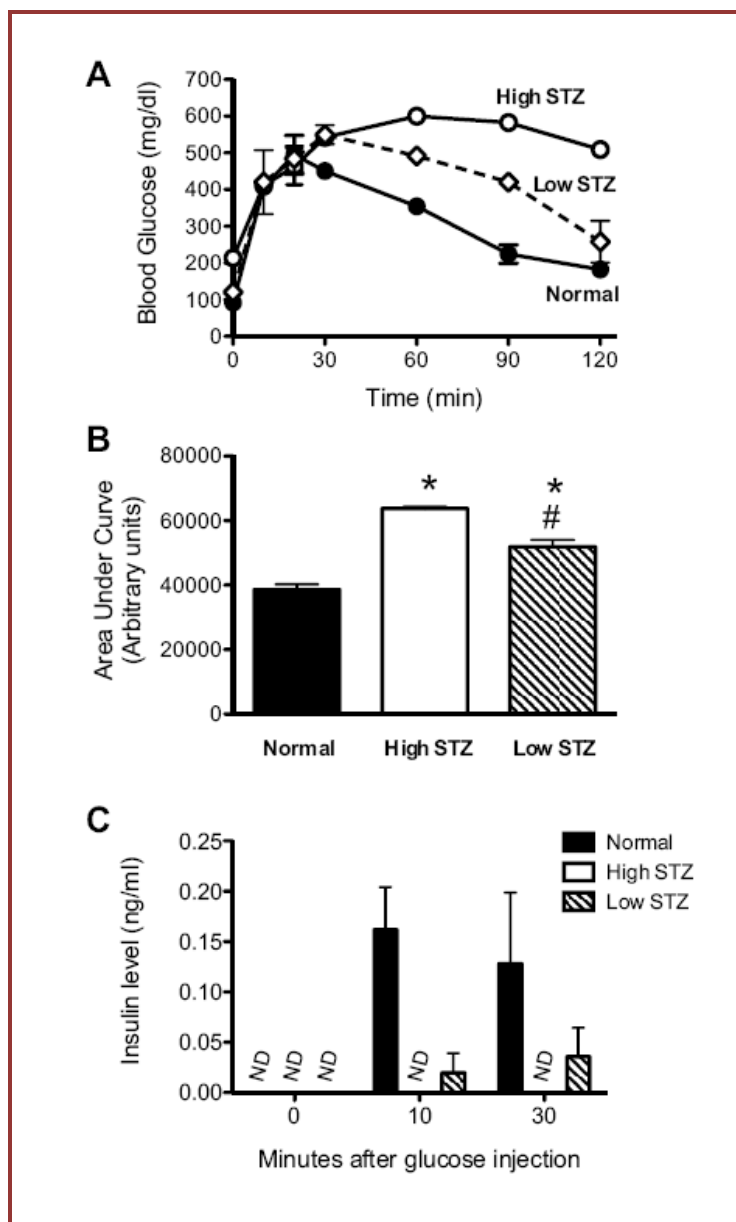 A
Blood Glucose (mg/dl)
700
600
500
400
300
200
100
0
High STZ
Low STZ
Normal
0 30 60 90 120
Time (min)
B
Area Under Curve
(Arbitrary units)
80000
60000
40000
20000
0
*
*
#
Normal High STZ Low STZ
C
Insulin level (ng/ml)
0.25
0.20
0.15
0.10
0.05
0.00
Normal
High STZ
Low STZ
ND ND ND ND ND
0 10 30
Minutes after glucose injection